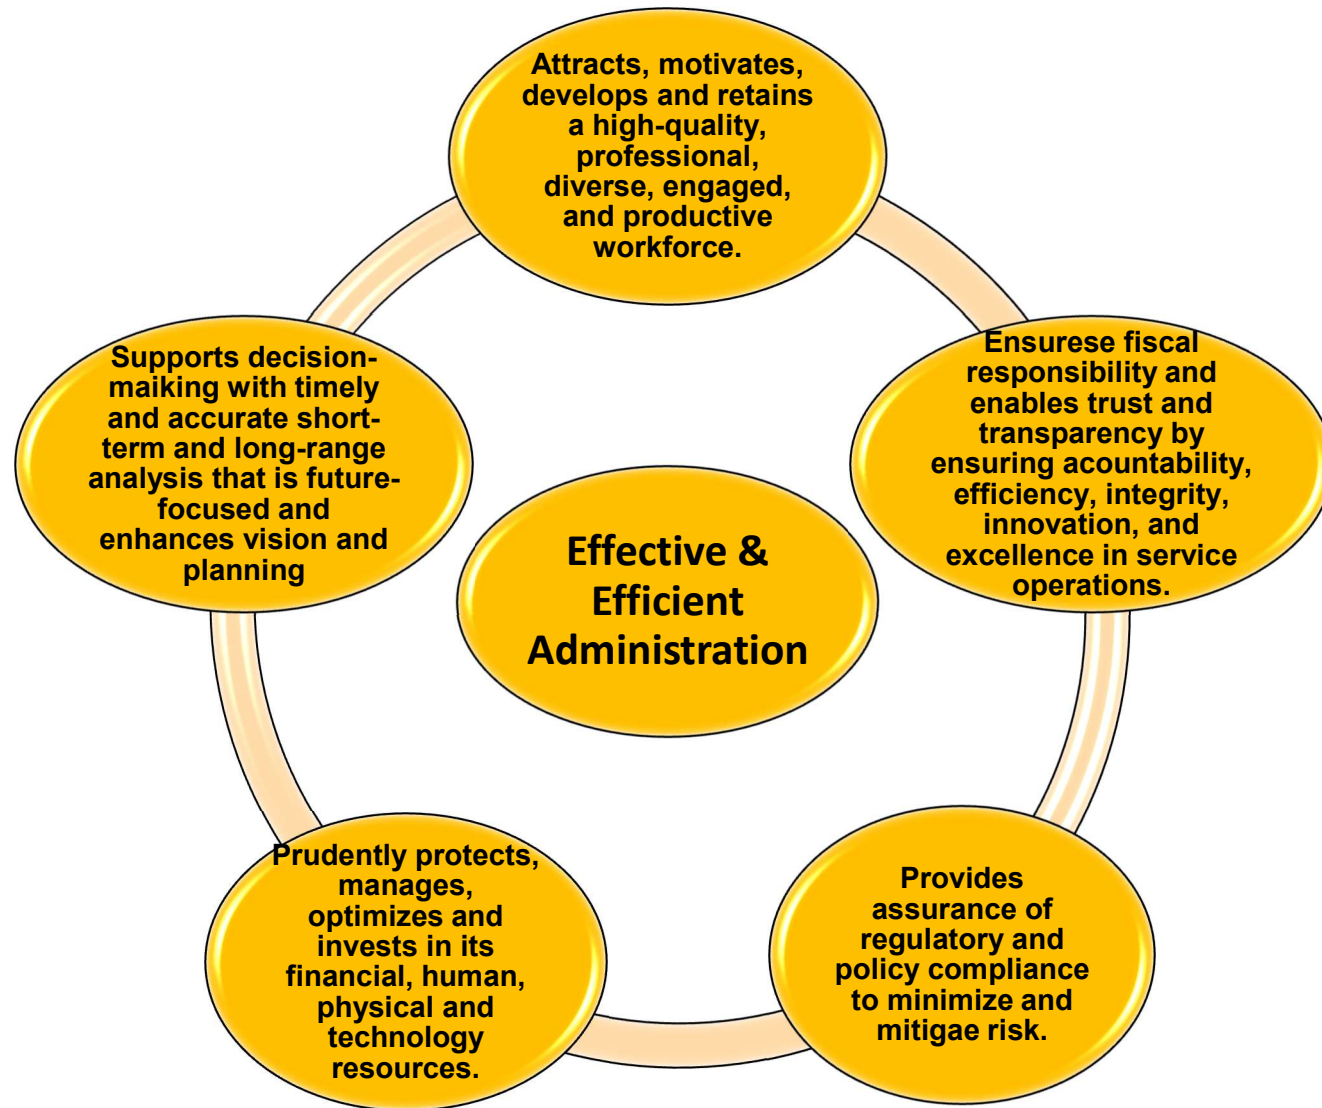 Attracts, motivates,
develops and retains
a high-quality,
professional,
diverse, engaged,
and productive
workforce.
Ensurese fiscal
responsibility and
enables trust and
transparency by
ensuring acountability,
efficiency, integrity,
innovation, and
excellence in service
operations.
Provides
assurance of
regulatory and
policy compliance
to minimize and
mitigae risk.
Prudently protects,
manages,
optimizes and
invests in its
financial, human,
physical and
technology
resources.
Supports decision-
maiking with timely
and accurate short-
term and long-range
analysis that is future-
focused and
enhances vision and
planning
Effective &
Efficient
Administration